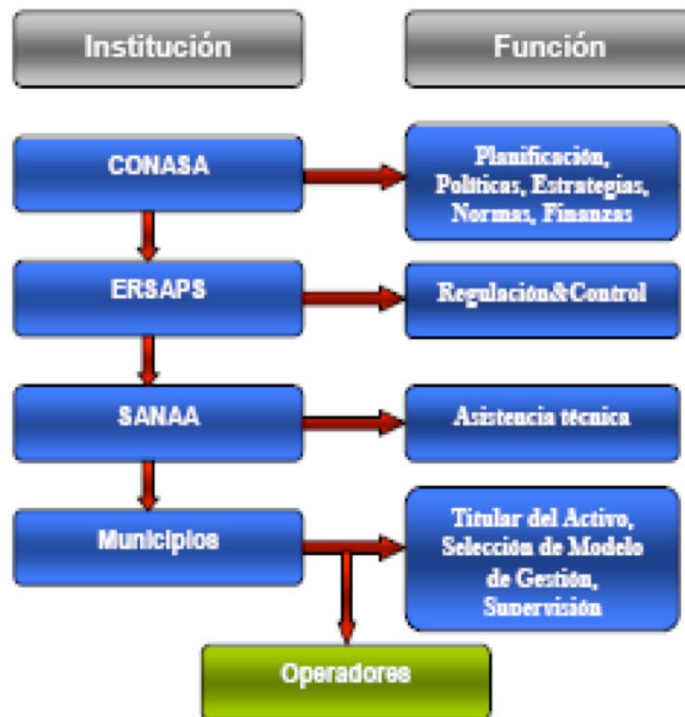 Institución
Función
CONASA
Planificación,
Políticas, Estrategias,
Normas, Finanzas
ERSAPS
Regulación&Control
SANAA
Asistencia técnica
Municipios
Titular del Activo,
Selección de Modelo
de Gestión,
Supervisión
Operadores